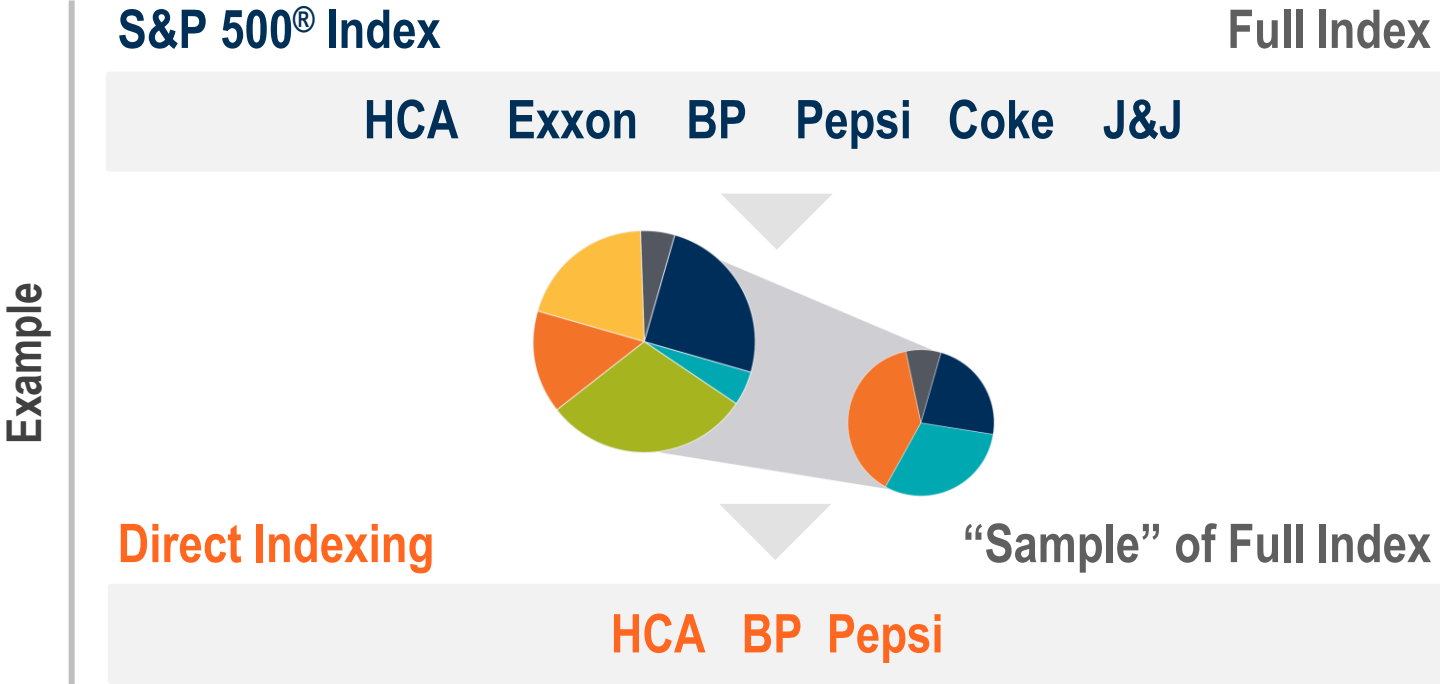 S&P 500® Index
Full Index
HCA Exxon BP Pepsi Coke J&J
Example
Direct Indexing
“Sample” of Full Index
HCA BP Pepsi